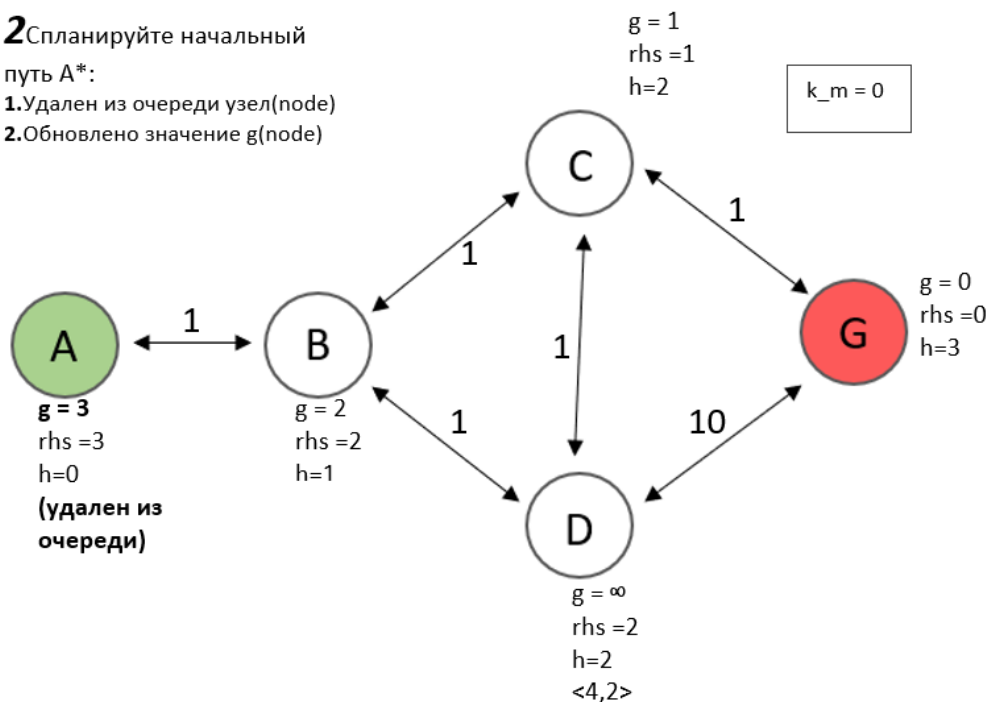 2Спланируйте начальный
путь A*:
1.Удален из очереди узел(node)
2.Обновлено значение g(node)
g = 1
rhs =1
h=2
k_m = 0
C
1
1
g = 0
rhs =0
h=3
A
1
B
1
G
g = 3
rhs =3
h=0
(удален из
очереди)
g = 2
rhs =2
h=1
1
10
D
g = ∞
rhs =2
h=2
<4,2>